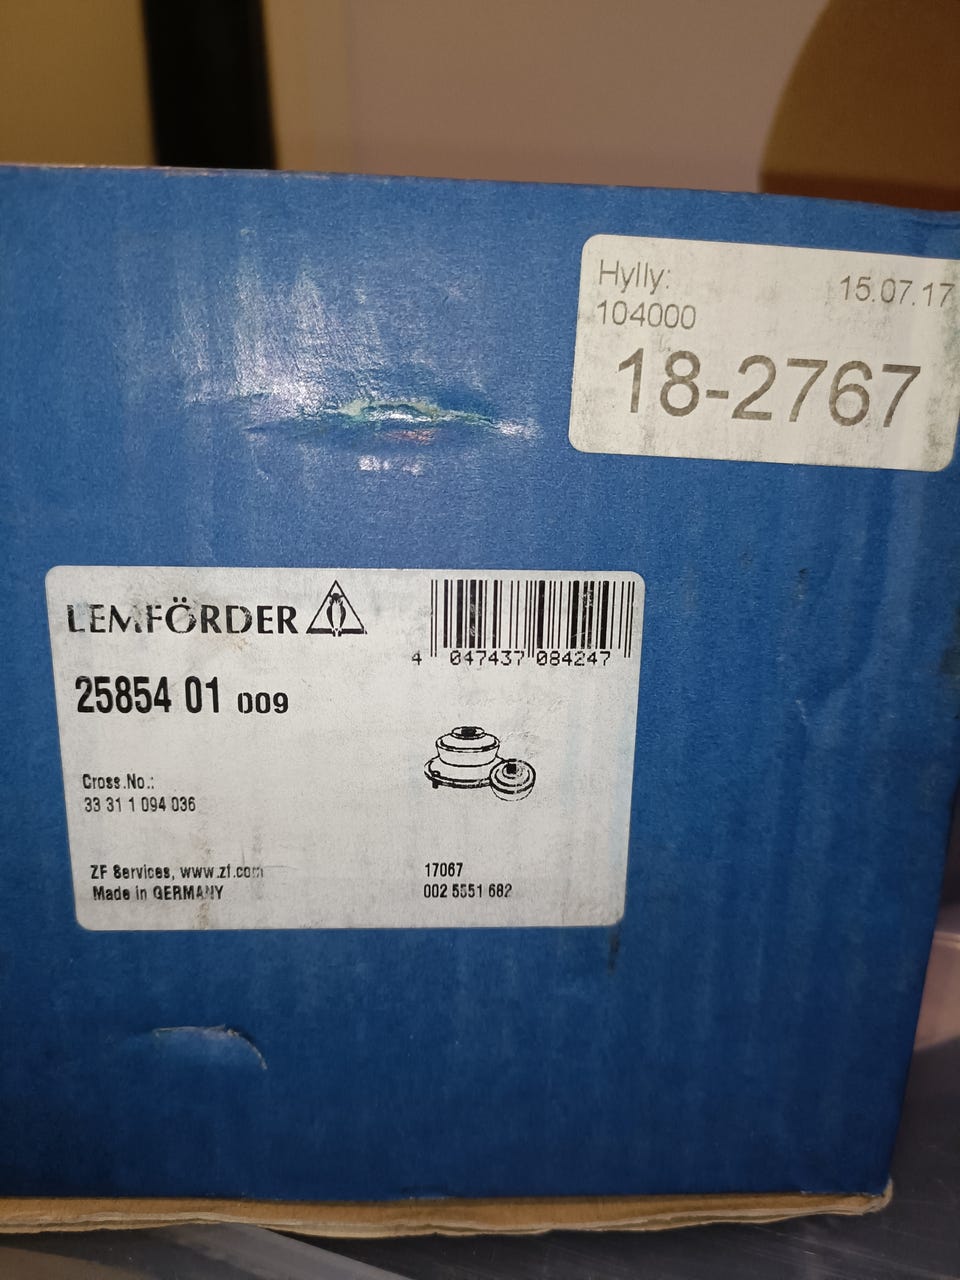 Hylly: 15.07.17
104000
18-2767
LEMFÖRDER
4 047437 084247
25854 01 009
Cross.No.:
33 31 1 094 036
ZF Services, www.zf.com
Made in GERMANY
17067
002 5551 682